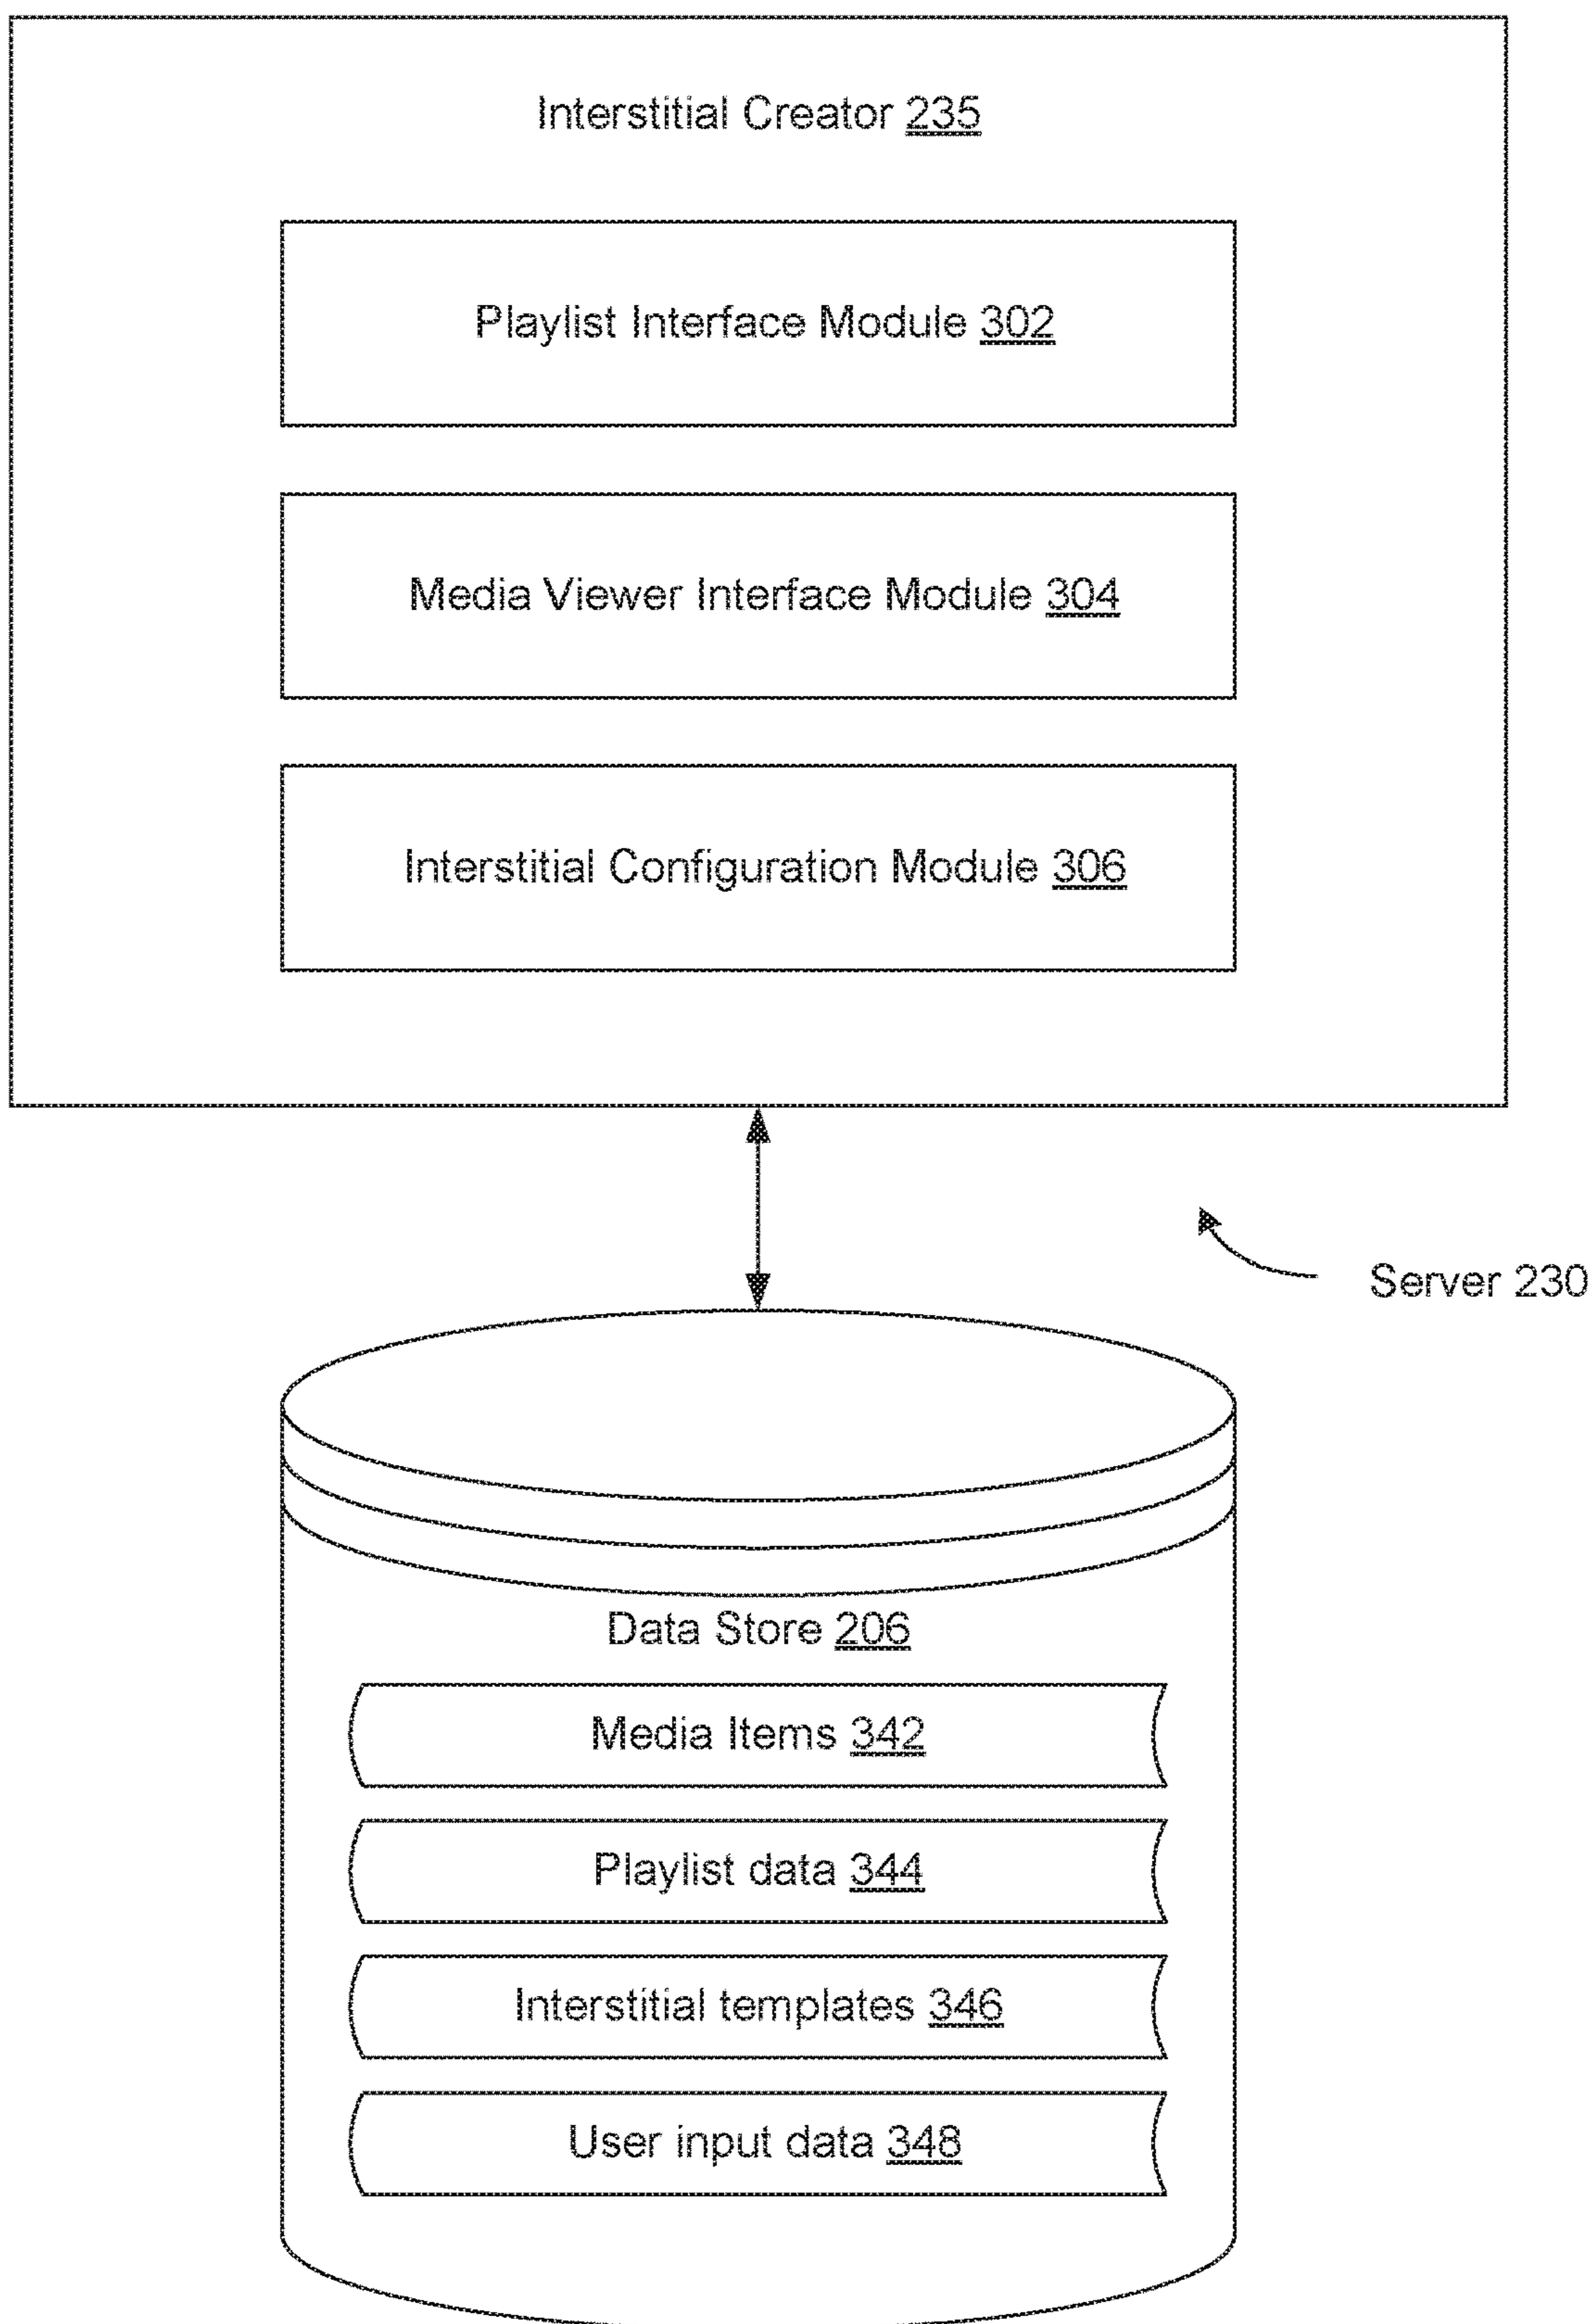 Interstitial Creator 235
Playlist Interface Module 302
Media Viewer Interface Module 304
Interstitial Configuration Module 306
Server 230
Data Store 206
Media Items 342
Playlist data 344
Interstitial templates 346
User input data 348